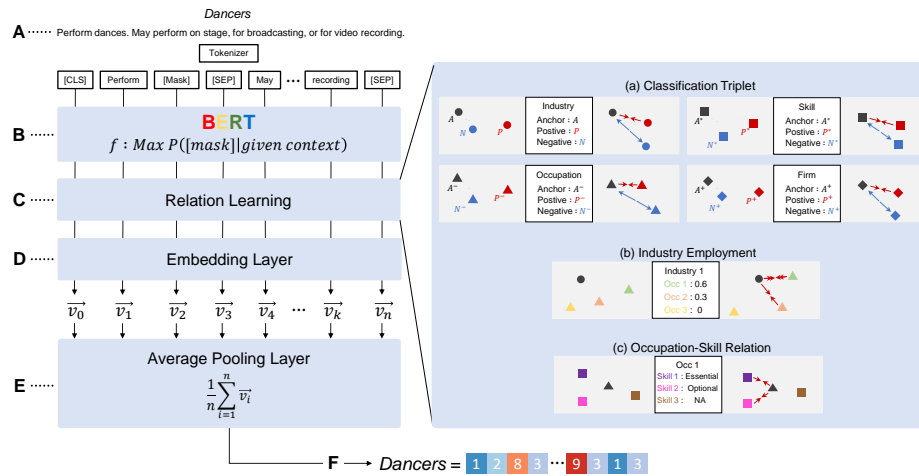 Dancers
A
Perform dances. May perform on stage, for broadcasting, or for video recording.
Tokenizer
[CLS] Perform [Mask] [SEP] May ••• recording [SEP]
B
BERT
f : Max P([mask]|given context)
C
Relation Learning
D
Embedding Layer
v₀ v₁ v₂ v₃ v₄ ••• vₖ vₙ
E
Average Pooling Layer
1/n ∑ᵢ₌₁ⁿ vᵢ
F
Dancers = 1 2 8 3 ••• 9 3 1 3
(a) Classification Triplet
A P N
Industry
Anchor : A
Postive : P
Negative : N
A* P* N*
Skill
Anchor : A*
Postive : P*
Negative : N*
A⁻ P⁻ N⁻
Occupation
Anchor : A⁻
Postive : P⁻
Negative : N⁻
A⁺ P⁺ N⁺
Firm
Anchor : A⁺
Postive : P⁺
Negative : N⁺
(b) Industry Employment
Industry 1
Occ 1 : 0.6
Occ 2 : 0.3
Occ 3 : 0
(c) Occupation-Skill Relation
Occ 1
Skill 1 : Essential
Skill 2 : Optional
Skill 3 : NA